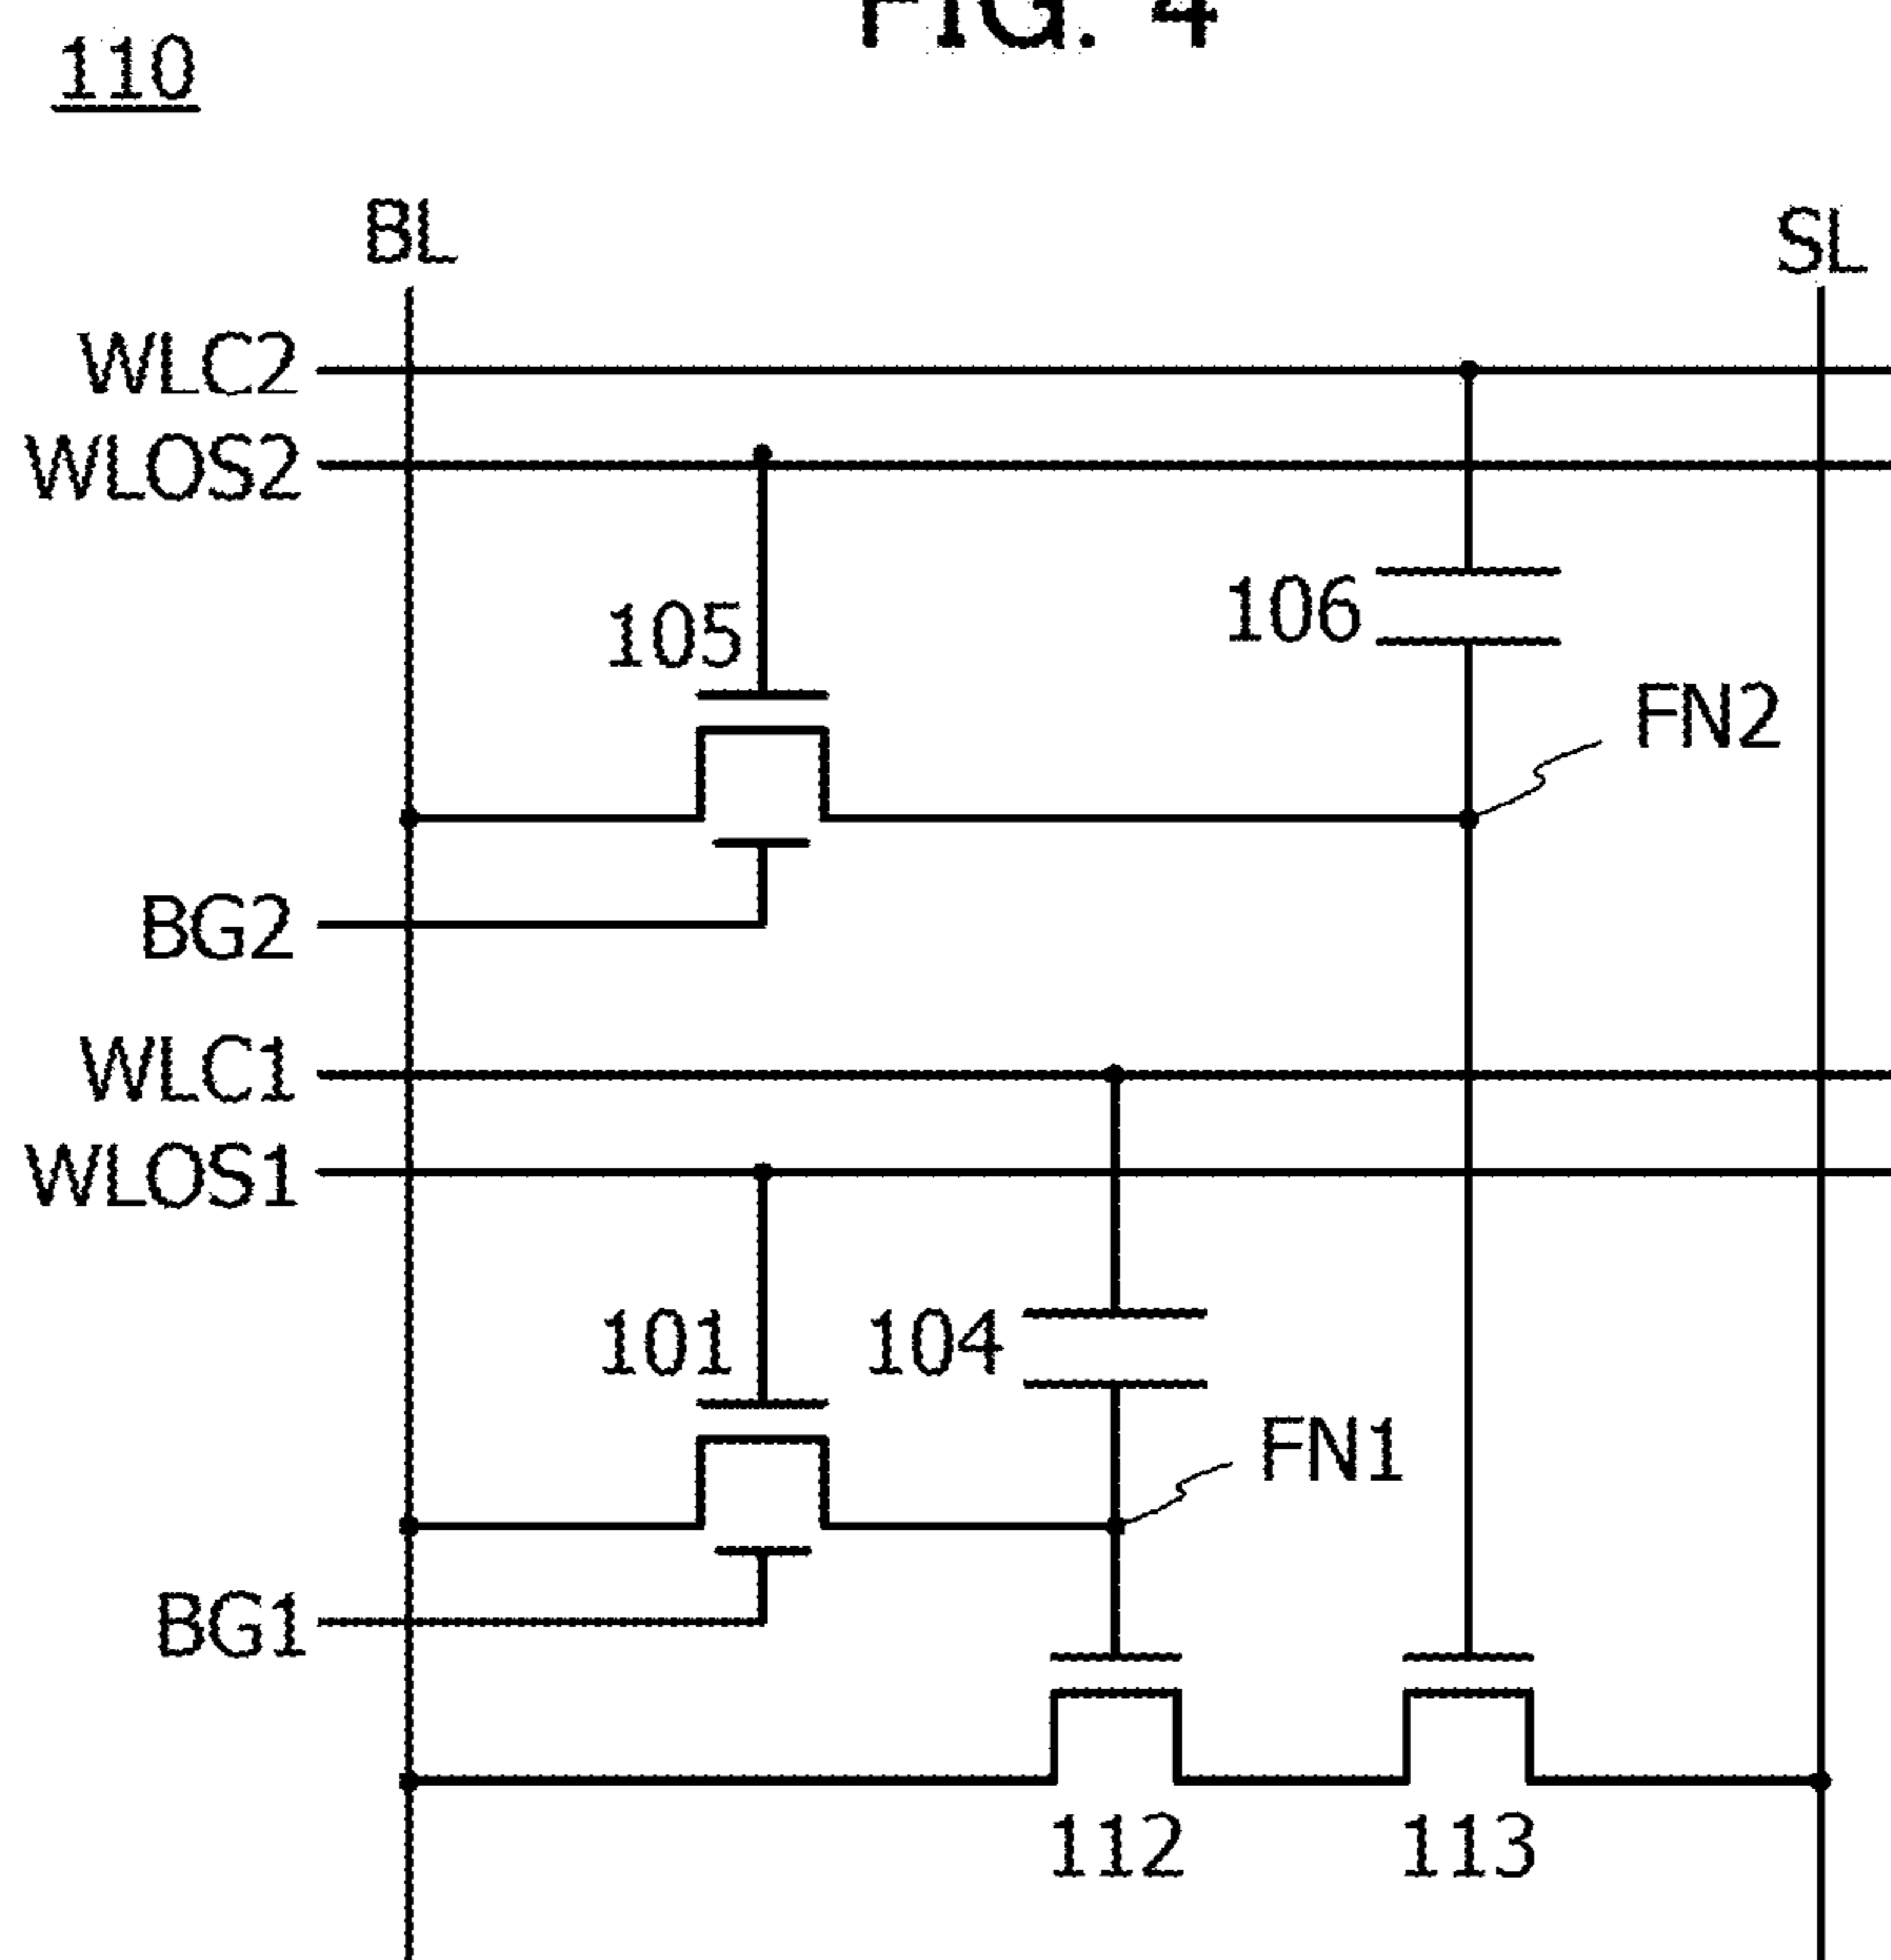 FIG. 4
110
BL
SL
WLC2
WLOS2
105
106
FN2
BG2
WLC1
WLOS1
101
104
FN1
BG1
112
113